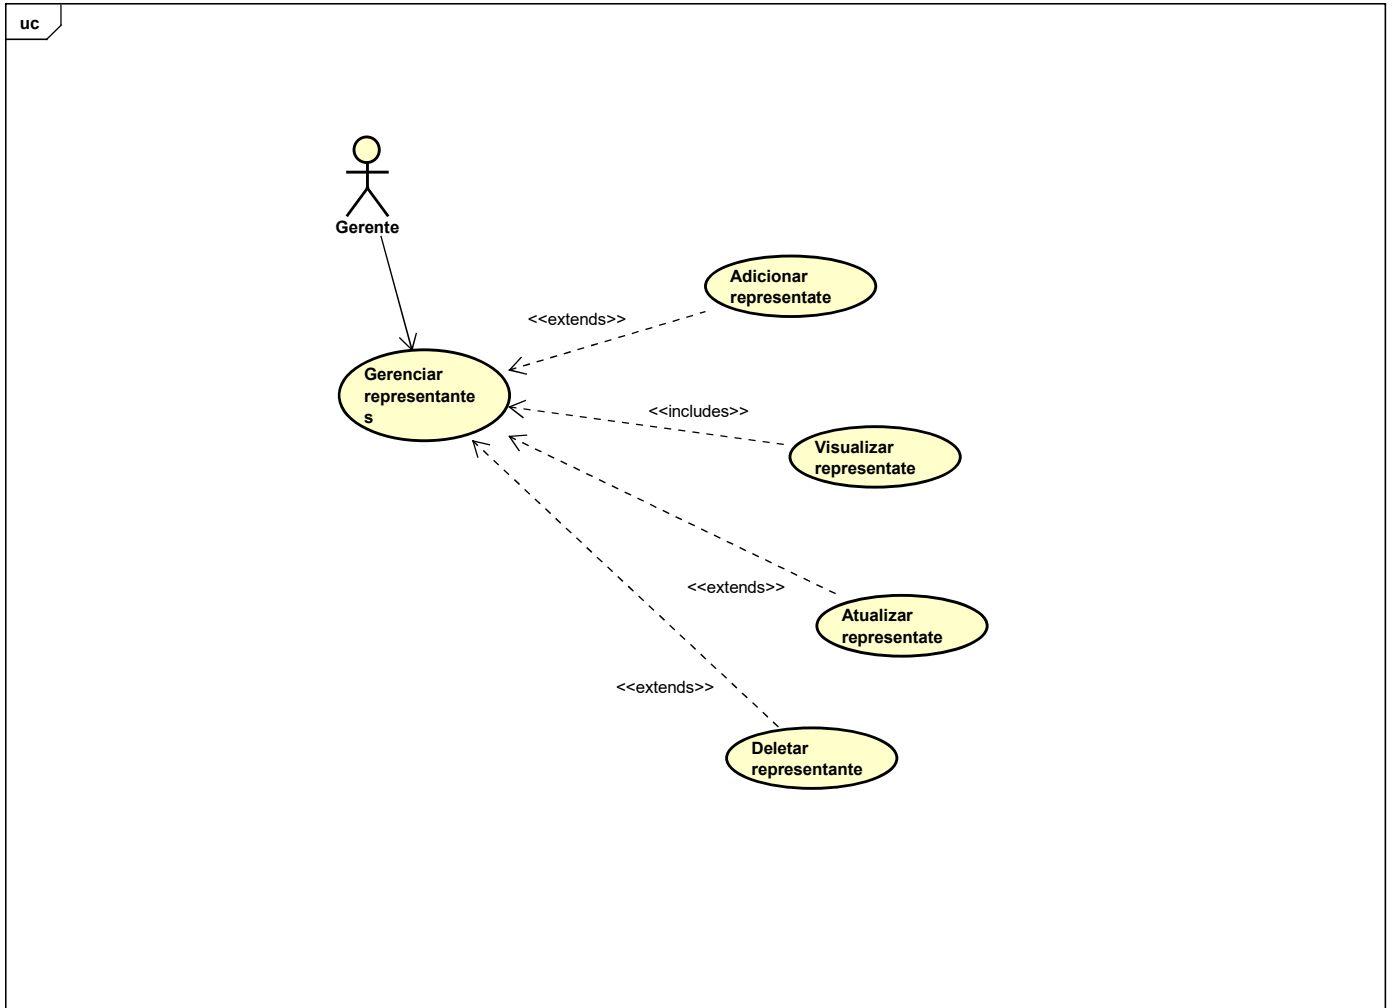 uc
Gerente
Adicionar
representate
<<extends>>
Gerenciar
representante
s
<<includes>>
Visualizar
representate
<<extends>>
Atualizar
representate
<<extends>>
Deletar
representante